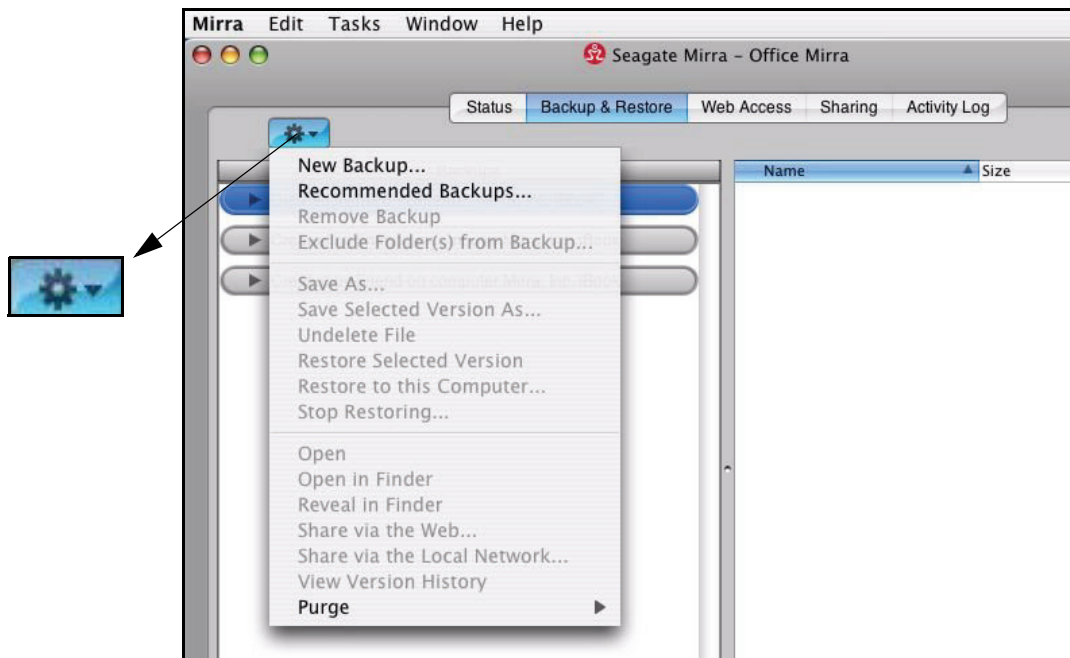 Mirra Edit Tasks Window Help
Seagate Mirra – Office Mirra
Status Backup & Restore Web Access Sharing Activity Log
Name Size
New Backup...
Recommended Backups...
Remove Backup
Exclude Folder(s) from Backup...
Save As...
Save Selected Version As...
Undelete File
Restore Selected Version
Restore to this Computer...
Stop Restoring...
Open
Open in Finder
Reveal in Finder
Share via the Web...
Share via the Local Network...
View Version History
Purge